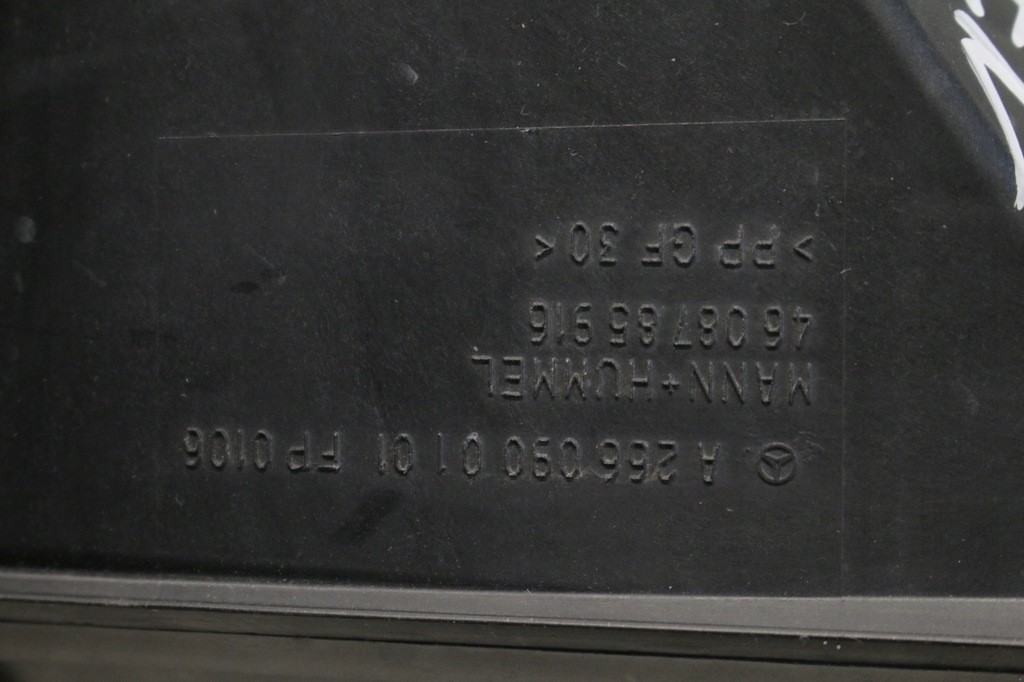 A 266 090 01 01 FP 0106
MANN+HUMMEL
46 087 85 916
> PP GF 30 <